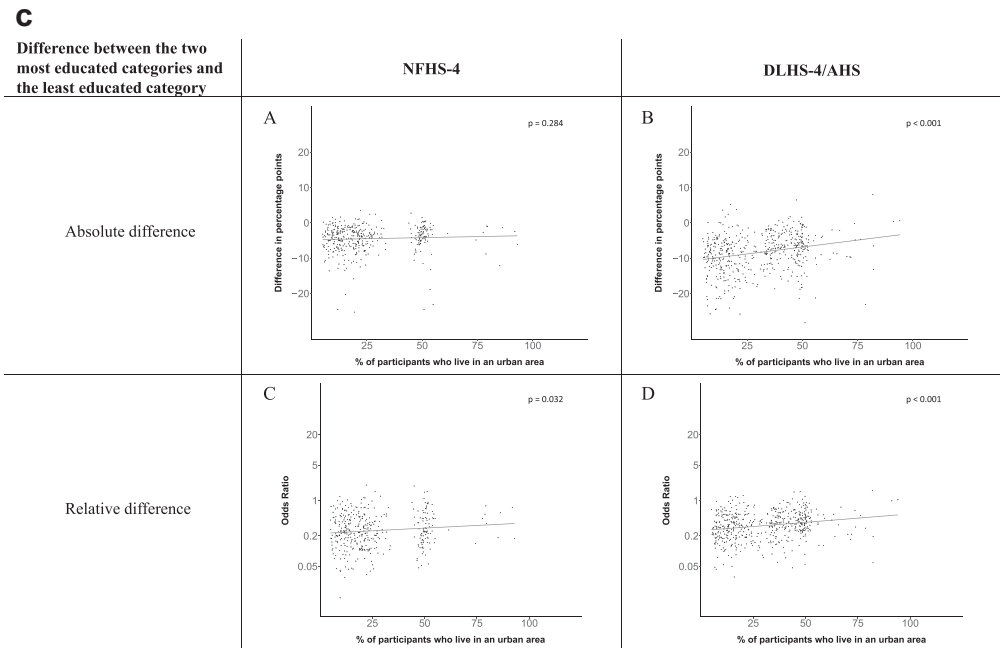 C
Difference between the two
most educated categories and
the least educated category
NFHS-4
DLHS-4/AHS
Absolute difference
A
p = 0.284
Difference in percentage points
20
10
0
−10
−20
25 50 75 100
% of participants who live in an urban area
B
p < 0.001
Difference in percentage points
20
10
0
−10
−20
25 50 75 100
% of participants who live in an urban area
Relative difference
C
p = 0.032
Odds Ratio
20
5
1
0.2
0.05
25 50 75 100
% of participants who live in an urban area
D
p < 0.001
Odds Ratio
20
5
1
0.2
0.05
25 50 75 100
% of participants who live in an urban area